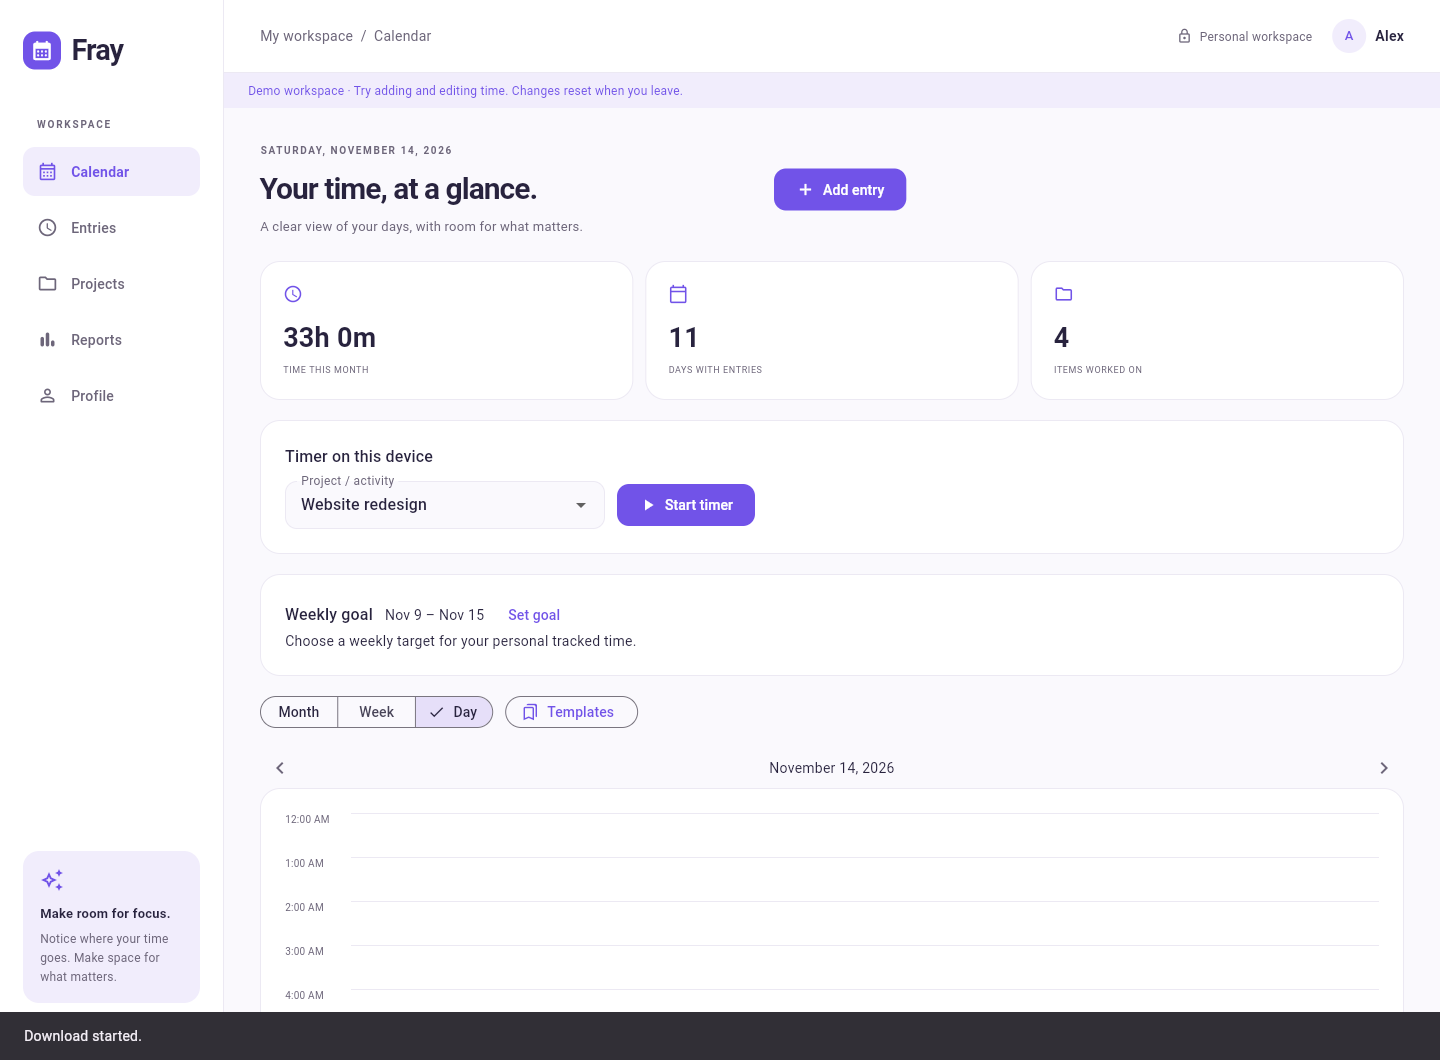 Fray
My workspace / Calendar
Personal workspace
A
Alex
Demo workspace · Try adding and editing time. Changes reset when you leave.
WORKSPACE
Calendar
Entries
Projects
Reports
Profile
Make room for focus.
Notice where your time
goes. Make space for
what matters.
SATURDAY, NOVEMBER 14, 2026
Your time, at a glance.
A clear view of your days, with room for what matters.
Add entry
33h 0m
TIME THIS MONTH
11
DAYS WITH ENTRIES
4
ITEMS WORKED ON
Timer on this device
Project / activity
Website redesign
Start timer
Weekly goal Nov 9 – Nov 15 Set goal
Choose a weekly target for your personal tracked time.
Month Week Day Templates
November 14, 2026
12:00 AM
1:00 AM
2:00 AM
3:00 AM
4:00 AM
Download started.